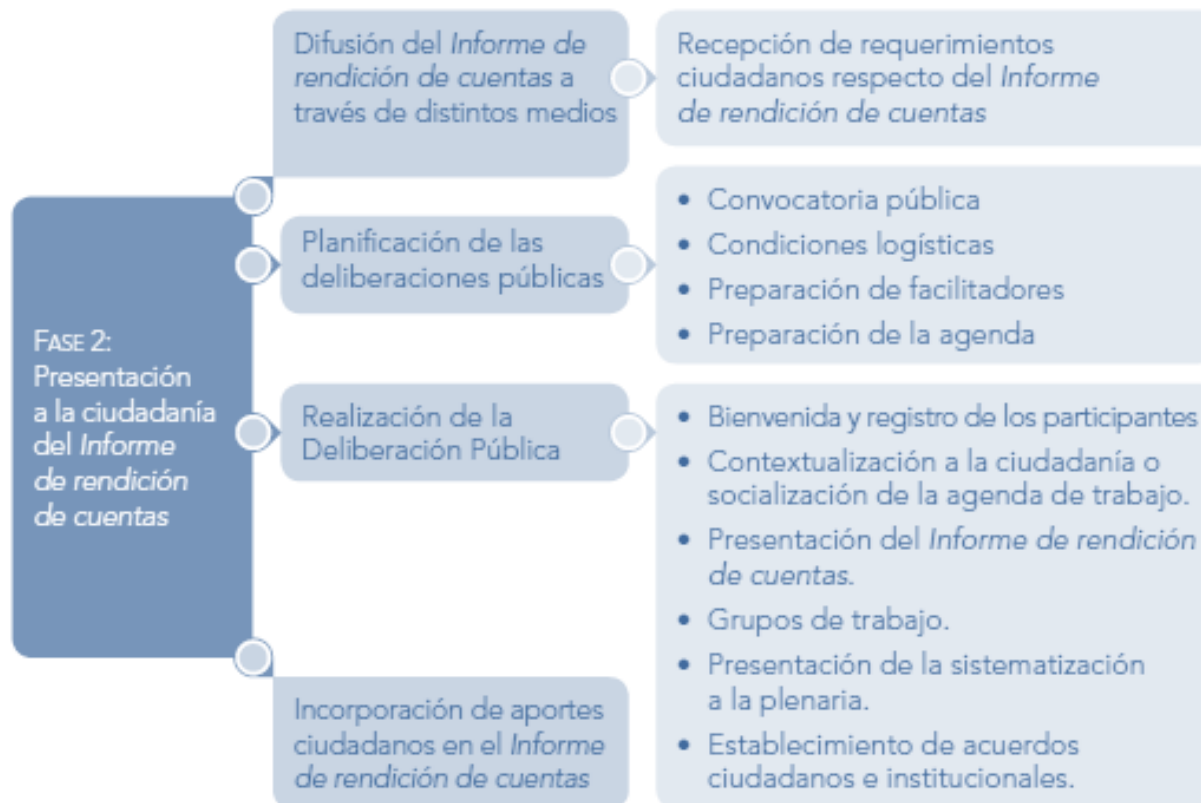 FASE 2:
Presentación
a la ciudadanía
del Informe
de rendición
de cuentas
Difusión del Informe de
rendición de cuentas a
través de distintos medios
Recepción de requerimientos
ciudadanos respecto del Informe
de rendición de cuentas
Planificación de las
deliberaciones públicas
• Convocatoria pública
• Condiciones logísticas
• Preparación de facilitadores
• Preparación de la agenda
Realización de la
Deliberación Pública
• Bienvenida y registro de los participantes
• Contextualización a la ciudadanía o
socialización de la agenda de trabajo.
• Presentación del Informe de rendición
de cuentas.
• Grupos de trabajo.
• Presentación de la sistematización
a la plenaria.
• Establecimiento de acuerdos
ciudadanos e institucionales.
Incorporación de aportes
ciudadanos en el Informe
de rendición de cuentas